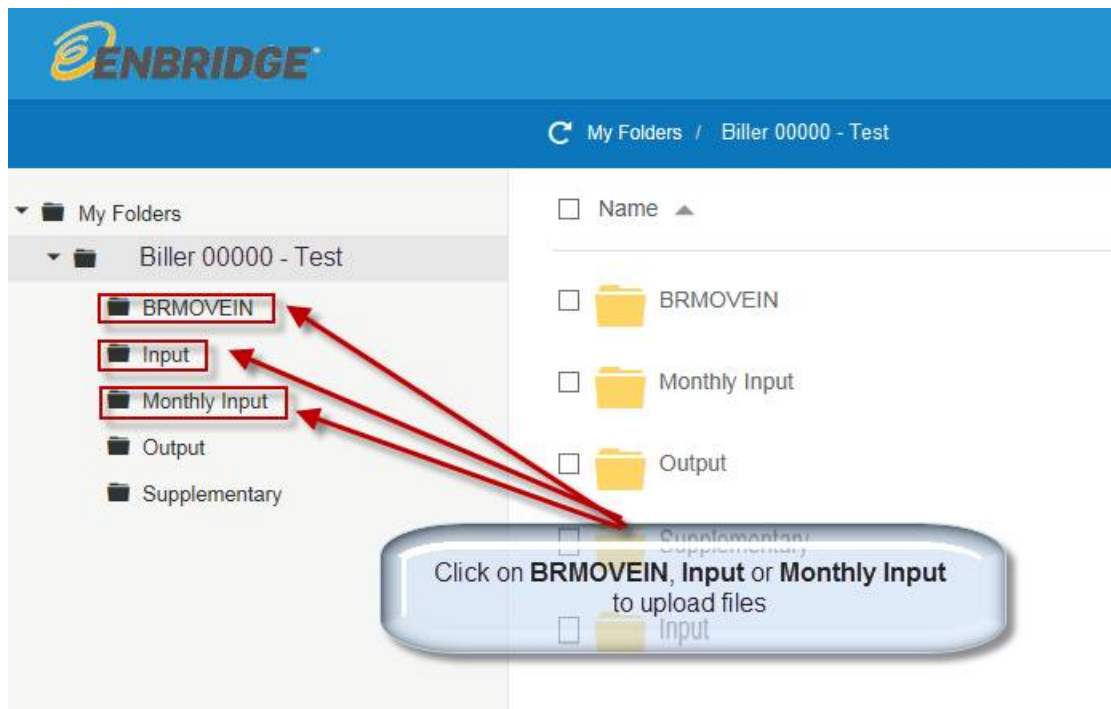 ENBRIDGE
My Folders / Biller 00000 - Test
My Folders
Biller 00000 - Test
BRMOVEIN
Input
Monthly Input
Output
Supplementary
Name
BRMOVEIN
Monthly Input
Output
Supplementary
Click on BRMOVEIN, Input or Monthly Input
to upload files
Input